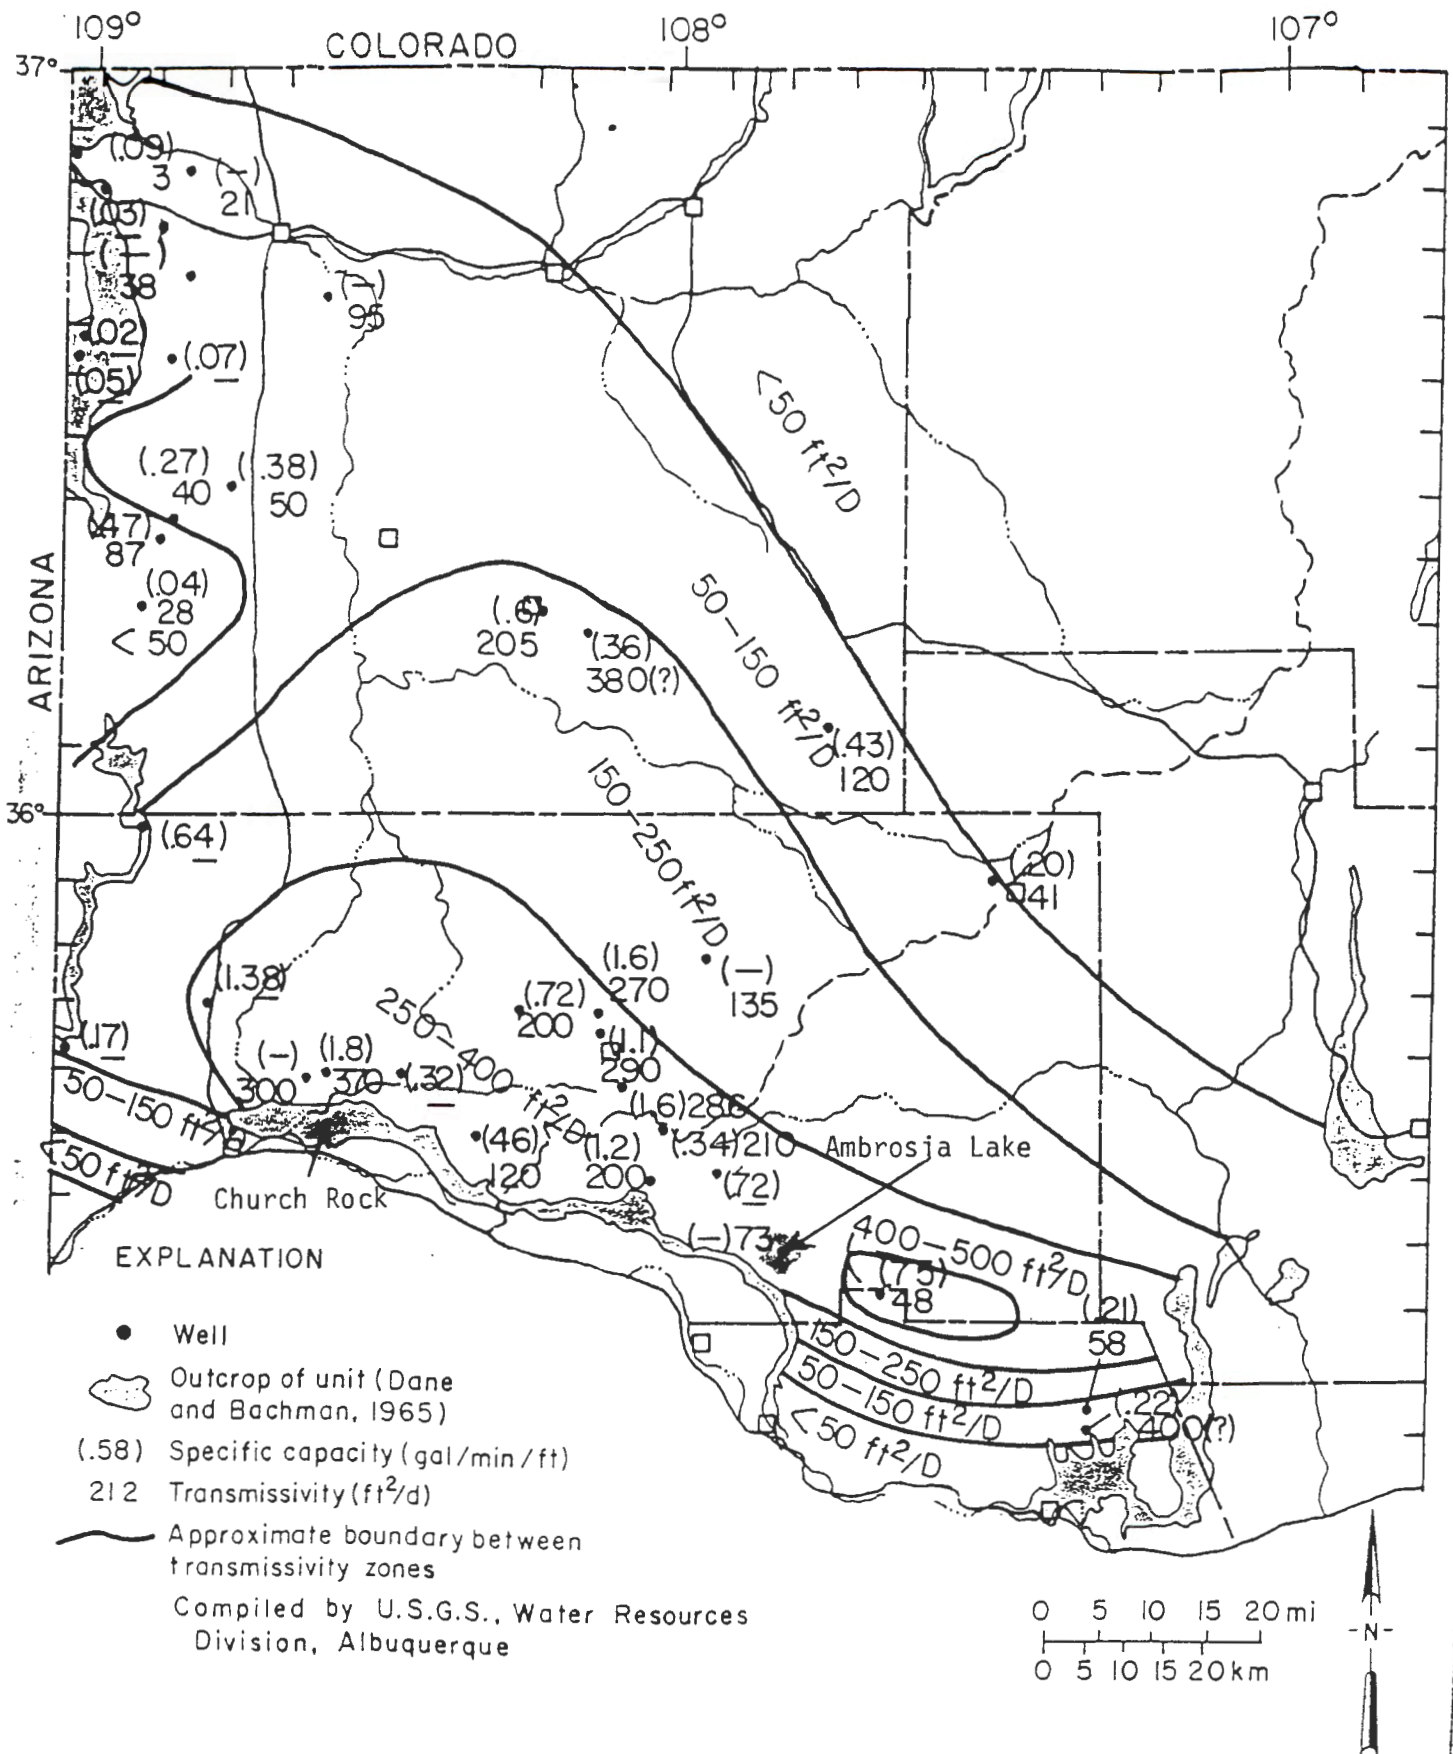 109°
108°
107°
COLORADO
37°
(.09)
3
(—)
21
(.03)
—
(—)
38
(—)
95
(.02
—
(.07)
—
(.05)
—
(.27)
40
(.38)
50
<50 ft²/D
(.47)
87
ARIZONA
(.04)
28
<50
(.6)
205
(.36)
380(?)
50—150 ft²/D
(.43)
120
150—250 ft²/D
36°
(.64)
—
(.20)
41
(1.38)
—
(1.6)
270
(—)
135
(.72)
200
250—400 ft²/D
(.17)
—
(1.1)
290
(—)
300
(1.8)
370
(.32)
—
50—150 ft²/D
(1.6)286
(.34)210
Ambrosia Lake
(.46)
120
(1.2)
200
<50 ft²/D
(.72)
—
Church Rock
(—)73
400—500 ft²/D
(.75)
48
EXPLANATION
(.21)
58
Well
150—250 ft²/D
Outcrop of unit (Dane
and Bachman, 1965)
50—150 ft²/D
(.22)
<400(?)
<50 ft²/D
(.58) Specific capacity (gal/min/ft)
212 Transmissivity (ft²/d)
Approximate boundary between
transmissivity zones
Compiled by U.S.G.S., Water Resources
Division, Albuquerque
0 5 10 15 20 mi
0 5 10 15 20 km
-N-